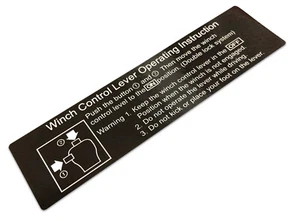 Winch Control Lever Operating Instruction
Push the button ① and ② Then move the winch
control lever to the ON position. (Double lock system)
Warning 1. Keep the winch control lever in the OFF
Position when the winch is not engaged.
2. Do not operate the lever while driving.
3. Do not kick or place your foot on the lever.